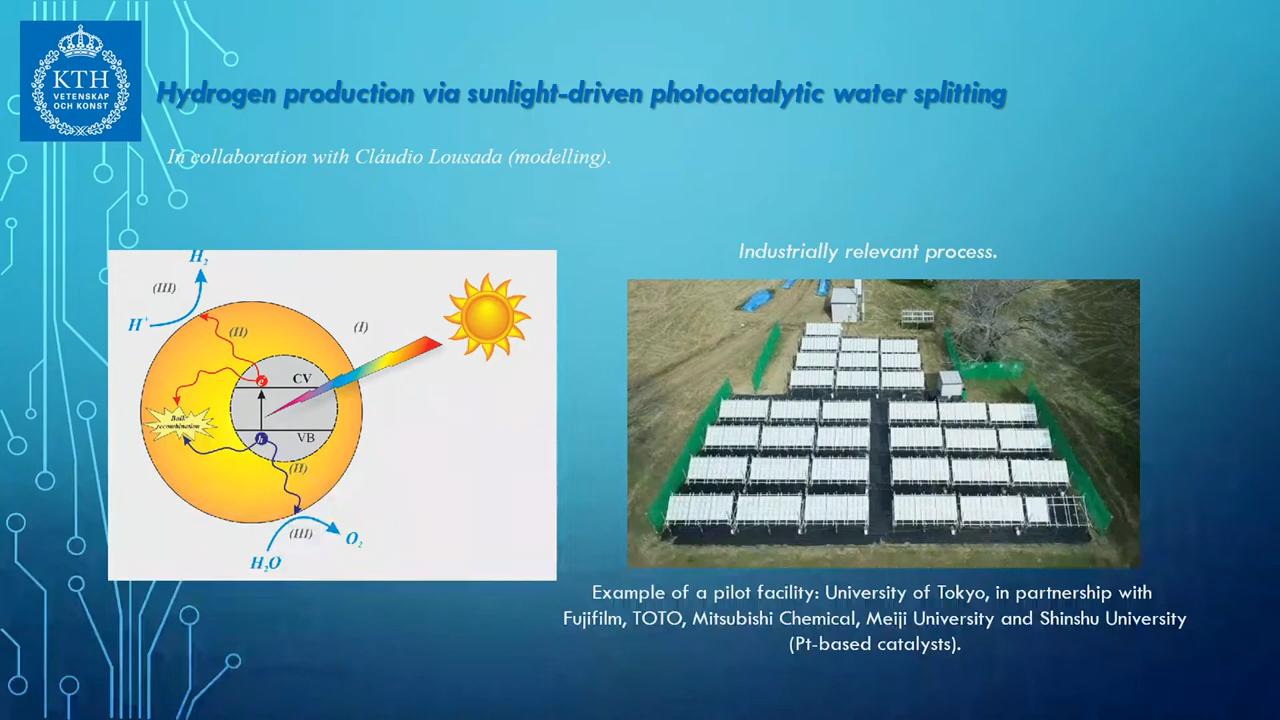 KTH
VETENSKAP
OCH KONST
Hydrogen production via sunlight-driven photocatalytic water splitting
In collaboration with Cláudio Lousada (modelling).
H2
(III)
H+
(II)
(I)
e-
CV
Bulk
recombination
h+
VB
(II)
(III)
O2
H2O
Industrially relevant process.
Example of a pilot facility: University of Tokyo, in partnership with
Fujifilm, TOTO, Mitsubishi Chemical, Meiji University and Shinshu University
(Pt-based catalysts).